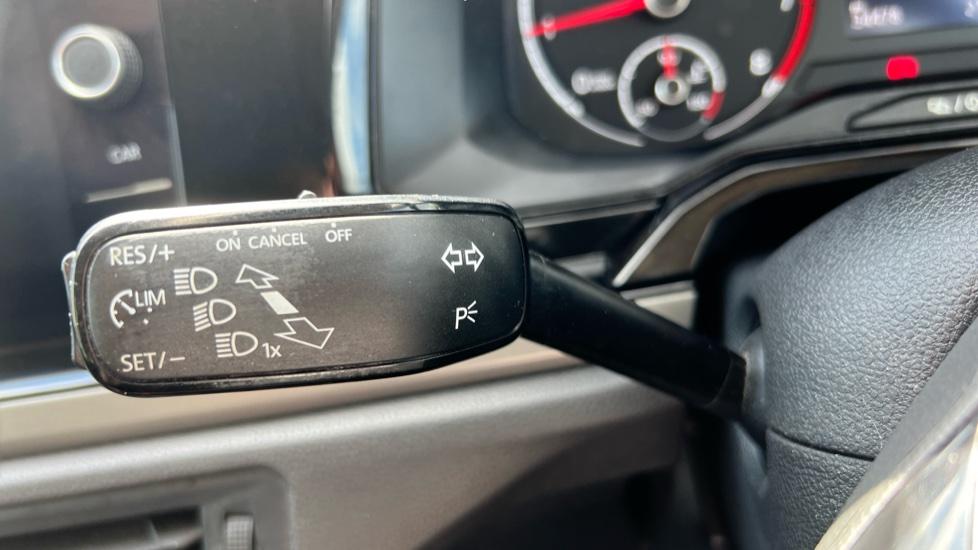 CAR
ON CANCEL OFF
RES/+
LIM
SET/-
1x
P